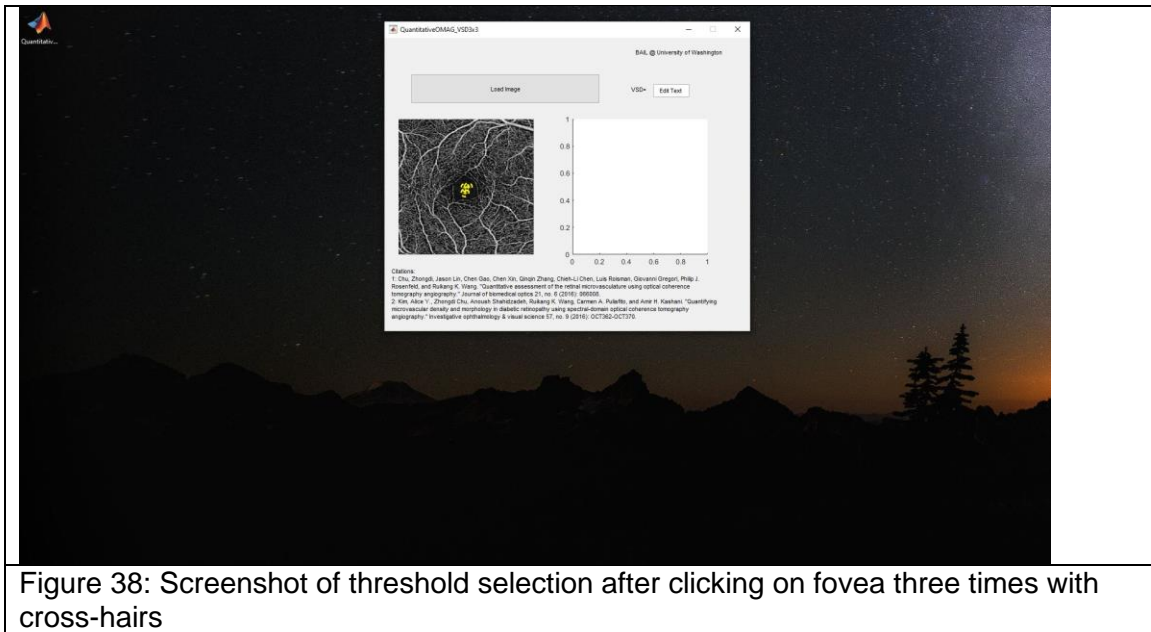 Quantitativ...
QuantitativeOMAG_VSD3x3
BAIL @ University of Washington
Load Image
VSD=
Edit Text
1
0.8
0.6
0.4
0.2
0
0 0.2 0.4 0.6 0.8 1
Citations:
1: Chu, Zhongdi, Jason Lin, Chen Gao, Chen Xin, Qinqin Zhang, Chieh-Li Chen, Luis Roisman, Giovanni Gregori, Philip J.
Rosenfeld, and Ruikang K. Wang. "Quantitative assessment of the retinal microvasculature using optical coherence
tomography angiography." Journal of biomedical optics 21, no. 6 (2016): 066008.
2: Kim, Alice Y., Zhongdi Chu, Anoush Shahidzadeh, Ruikang K. Wang, Carmen A. Puliafito, and Amir H. Kashani. "Quantifying
microvascular density and morphology in diabetic retinopathy using spectral-domain optical coherence tomography
angiography." Investigative ophthalmology & visual science 57, no. 9 (2016): OCT362-OCT370.
Figure 38: Screenshot of threshold selection after clicking on fovea three times with
cross-hairs